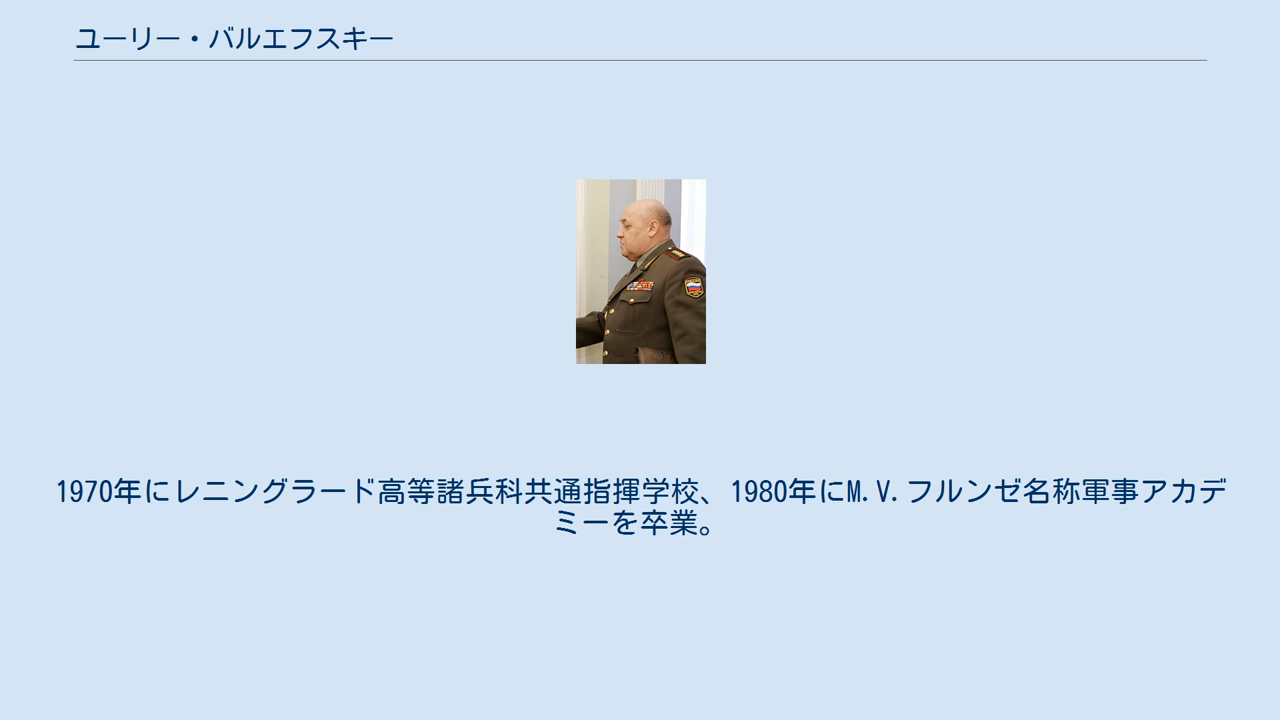 ユーリー・バルエフスキー
1970年にレニングラード高等諸兵科共通指揮学校、1980年にM.V.フルンゼ名称軍事アカデ
ミーを卒業。